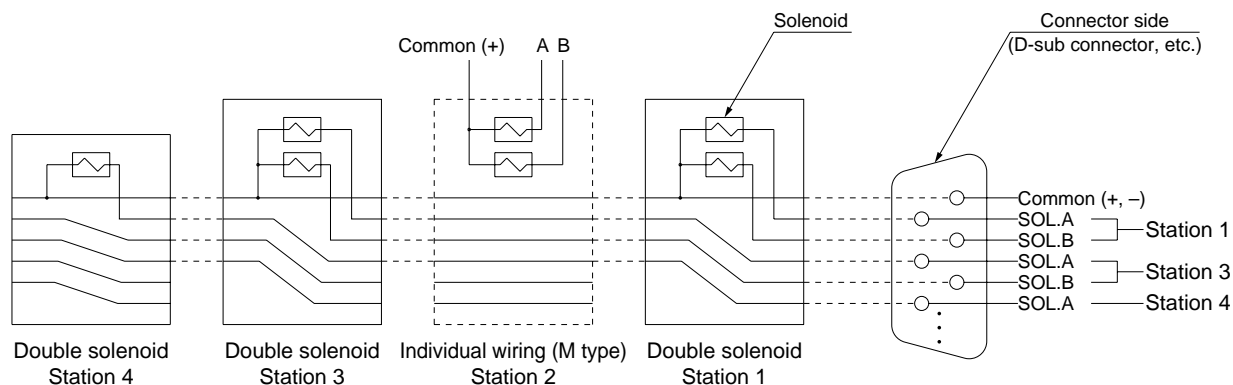 Solenoid
Connector side
(D-sub connector, etc.)
Common (+)
A B
Common (+, –)
SOL.A
SOL.B
Station 1
SOL.A
SOL.B
Station 3
SOL.A
Station 4
Double solenoid
Station 4
Double solenoid
Station 3
Individual wiring (M type)
Station 2
Double solenoid
Station 1